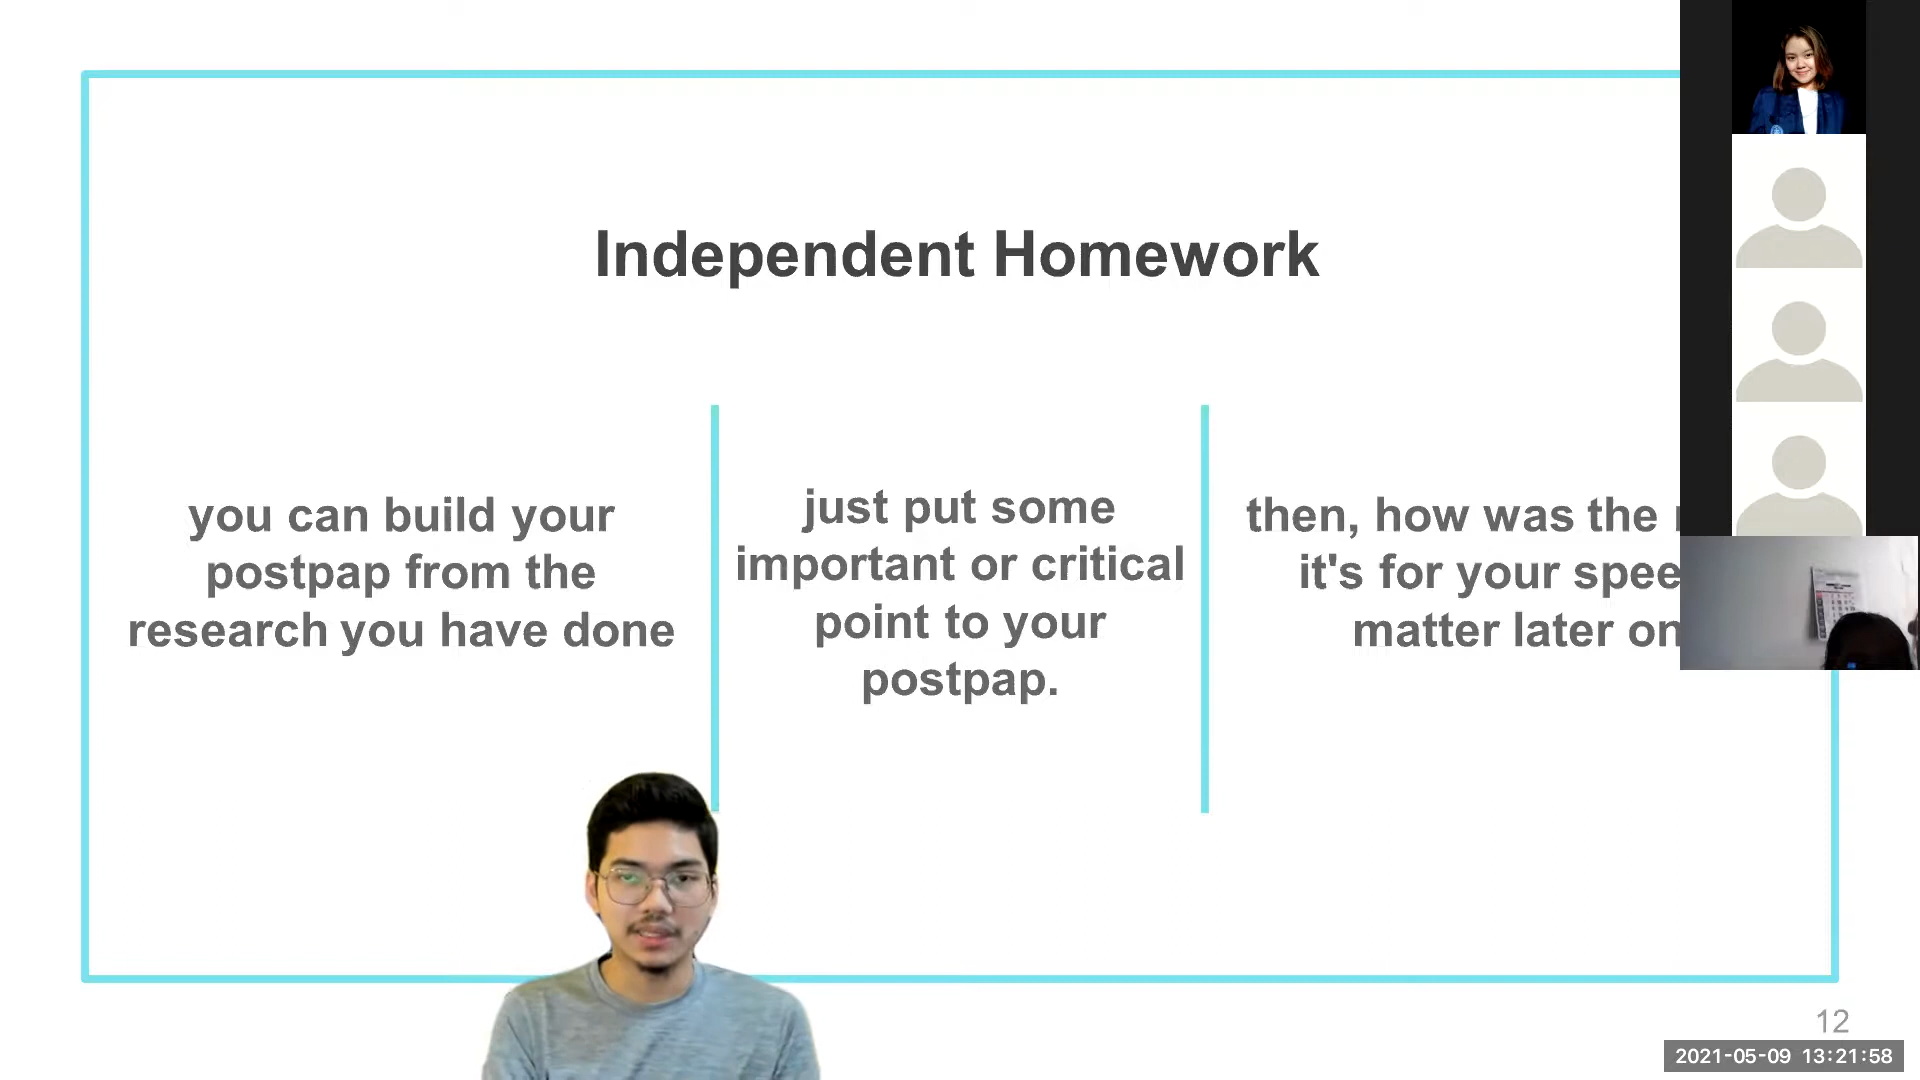 Independent Homework
you can build your
postpap from the
research you have done
just put some
important or critical
point to your
postpap.
then, how was the
it's for your
matter later on
12
2021-05-09 13:21:58